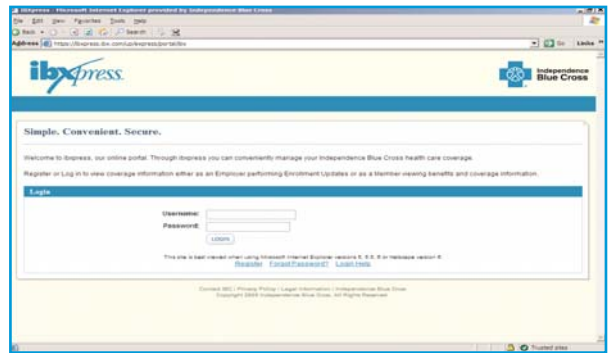 ibxpress - Microsoft Internet Explorer provided by Independence Blue Cross
File Edit View Favorites Tools Help
Back Search
Address https://ibxpress.ibx.com/up/ibxpress/portal/ibx Go Links
ibxpress
Independence
Blue Cross
Simple. Convenient. Secure.
Welcome to ibxpress, our online portal. Through ibxpress you can conveniently manage your Independence Blue Cross health care coverage.
Register or Log in to view coverage information either as an Employer performing Enrollment Updates or as a Member viewing benefits and coverage information.
Login
Username:
Password:
LOGIN
This site is best viewed when using Microsoft Internet Explorer versions 5, 5.5, 6 or Netscape version 6.
Register Forgot Password? Login Help
Contact IBC | Privacy Policy | Legal Information | Independence Blue Cross
Copyright Independence Blue Cross. All Rights Reserved
Trusted sites